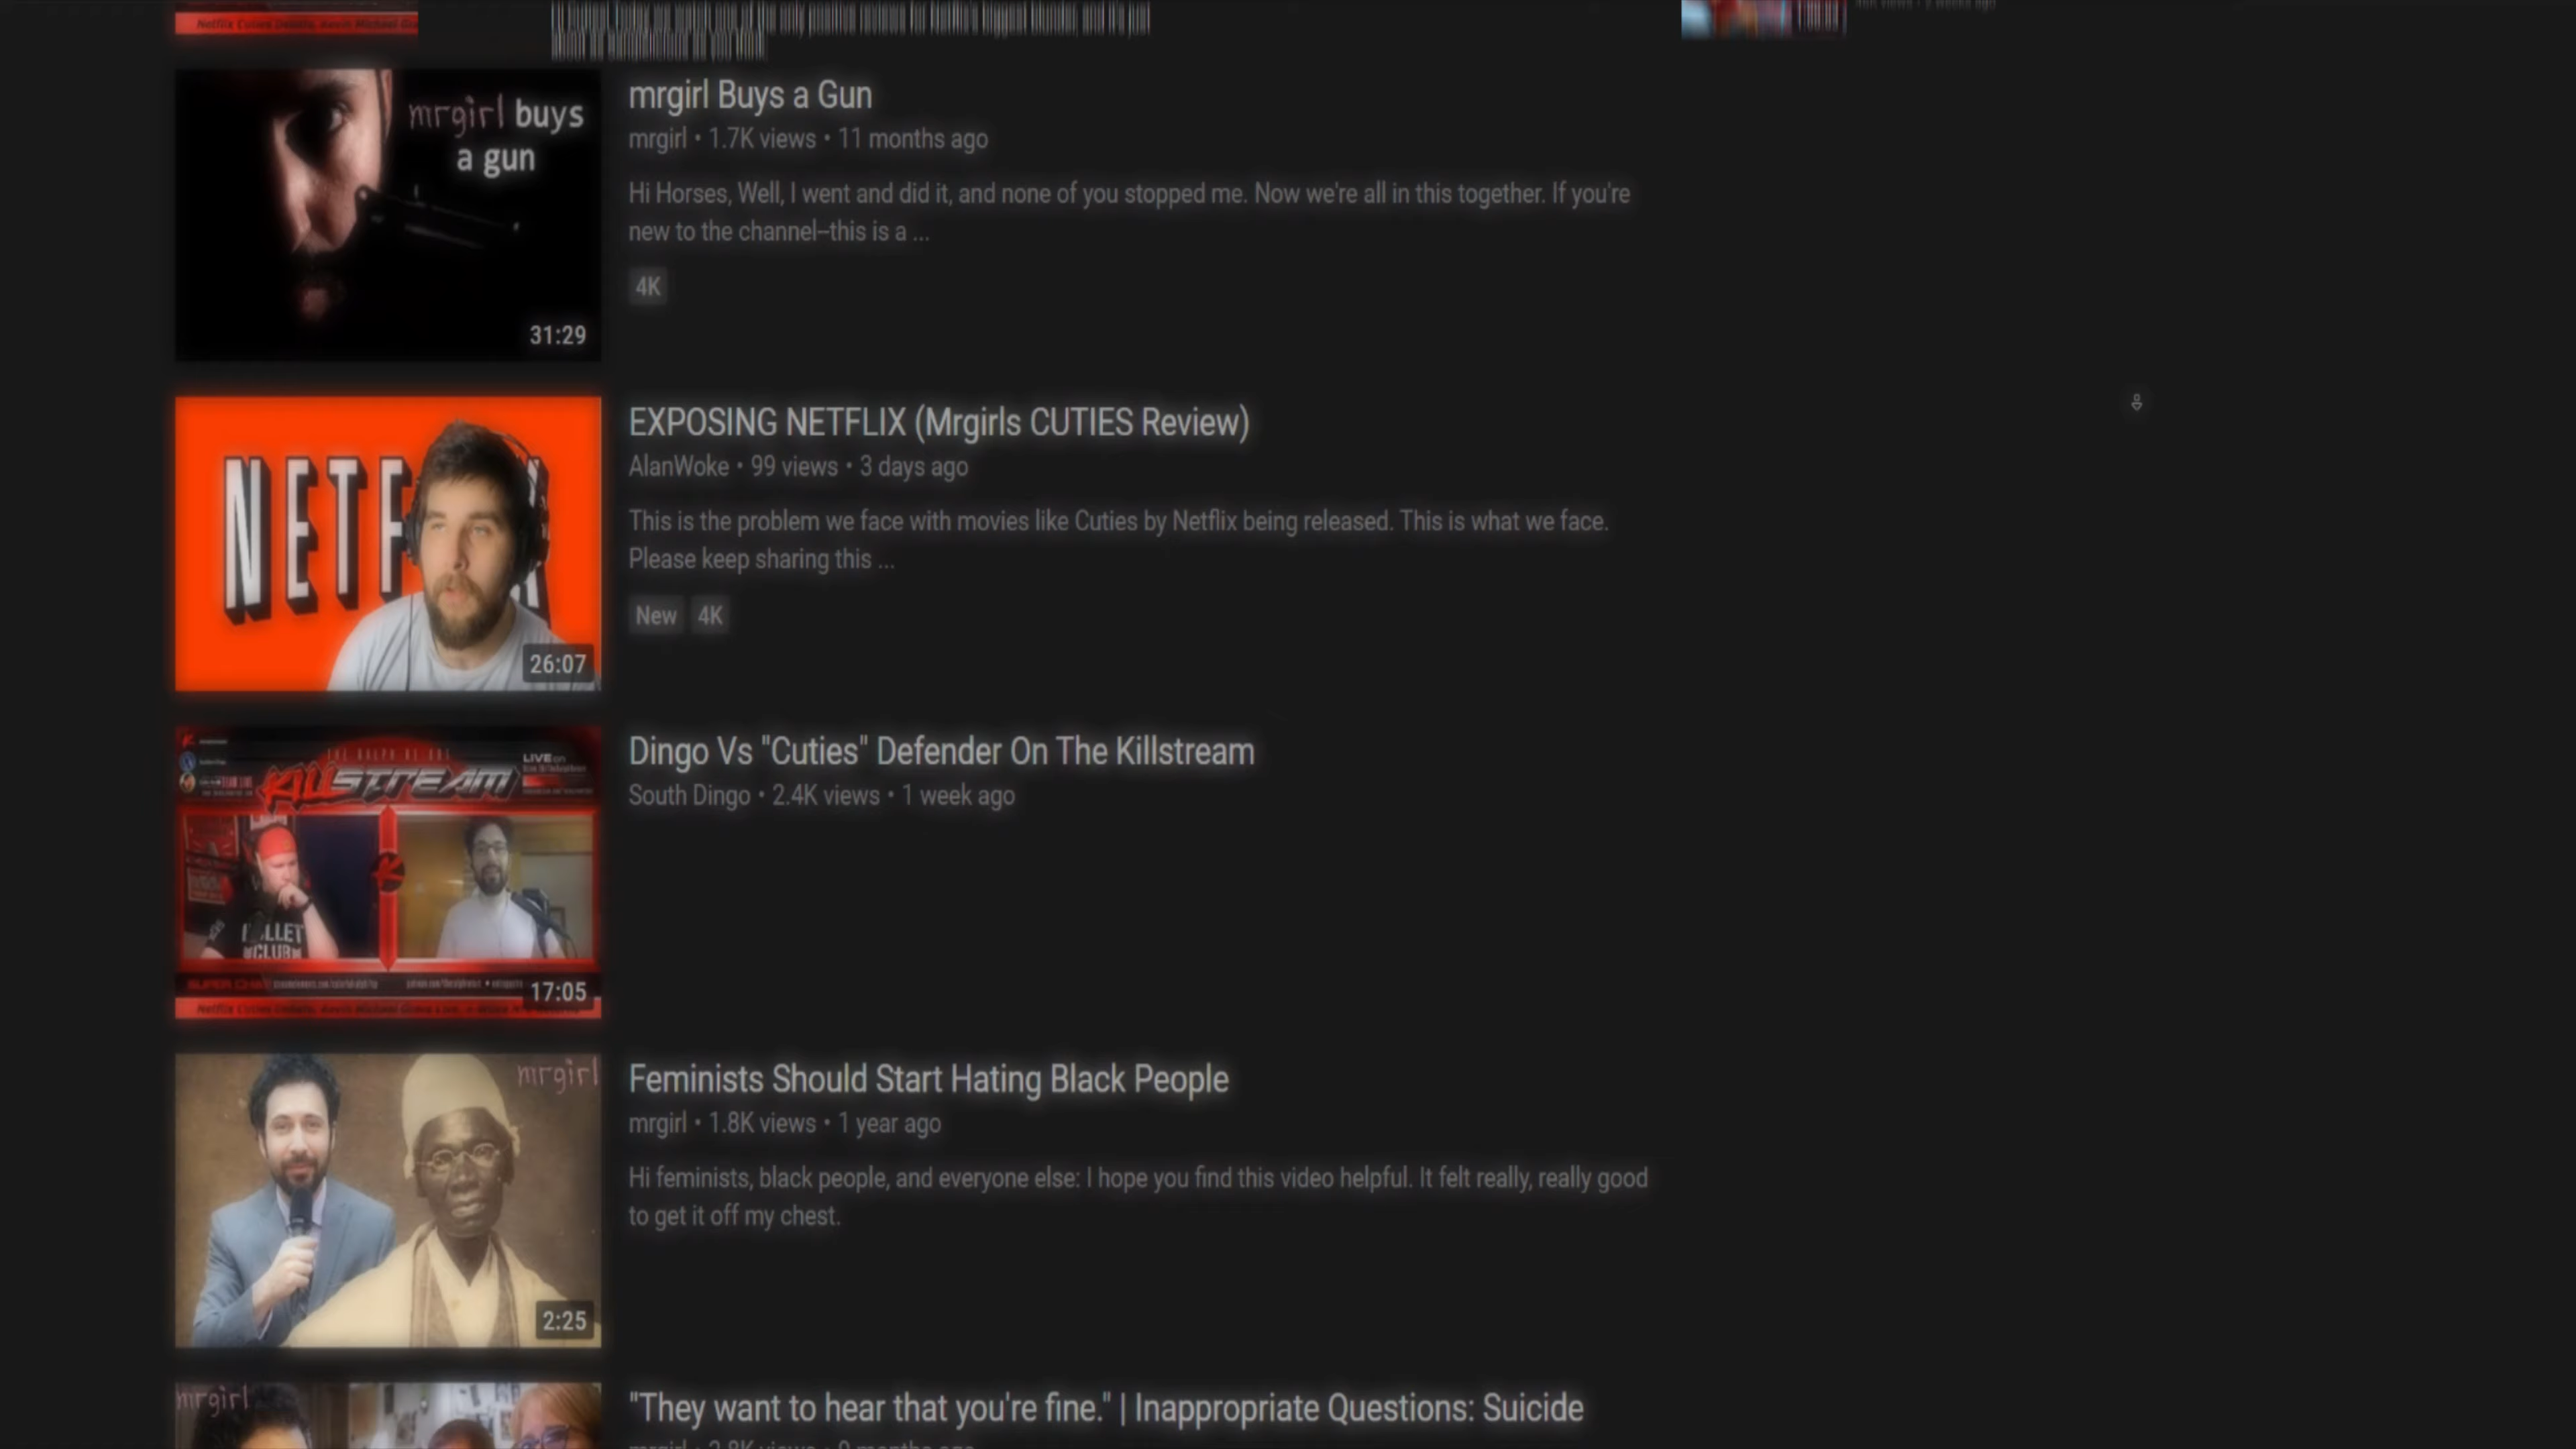 mrgirl buys
a gun
31:29
mrgirl Buys a Gun
mrgirl • 1.7K views • 11 months ago
Hi Horses, Well, I went and did it, and none of you stopped me. Now we're all in this together. If you're
new to the channel–this is a ...
4K
NETF
26:07
EXPOSING NETFLIX (Mrgirls CUTIES Review)
AlanWoke • 99 views • 3 days ago
This is the problem we face with movies like Cuties by Netflix being released. This is what we face.
Please keep sharing this ...
New 4K
KILLSTREAM
LIVE on
CLUB
17:05
Dingo Vs "Cuties" Defender On The Killstream
South Dingo • 2.4K views • 1 week ago
mrgirl
2:25
Feminists Should Start Hating Black People
mrgirl • 1.8K views • 1 year ago
Hi feminists, black people, and everyone else: I hope you find this video helpful. It felt really, really good
to get it off my chest.
mrgirl
"They want to hear that you're fine." | Inappropriate Questions: Suicide